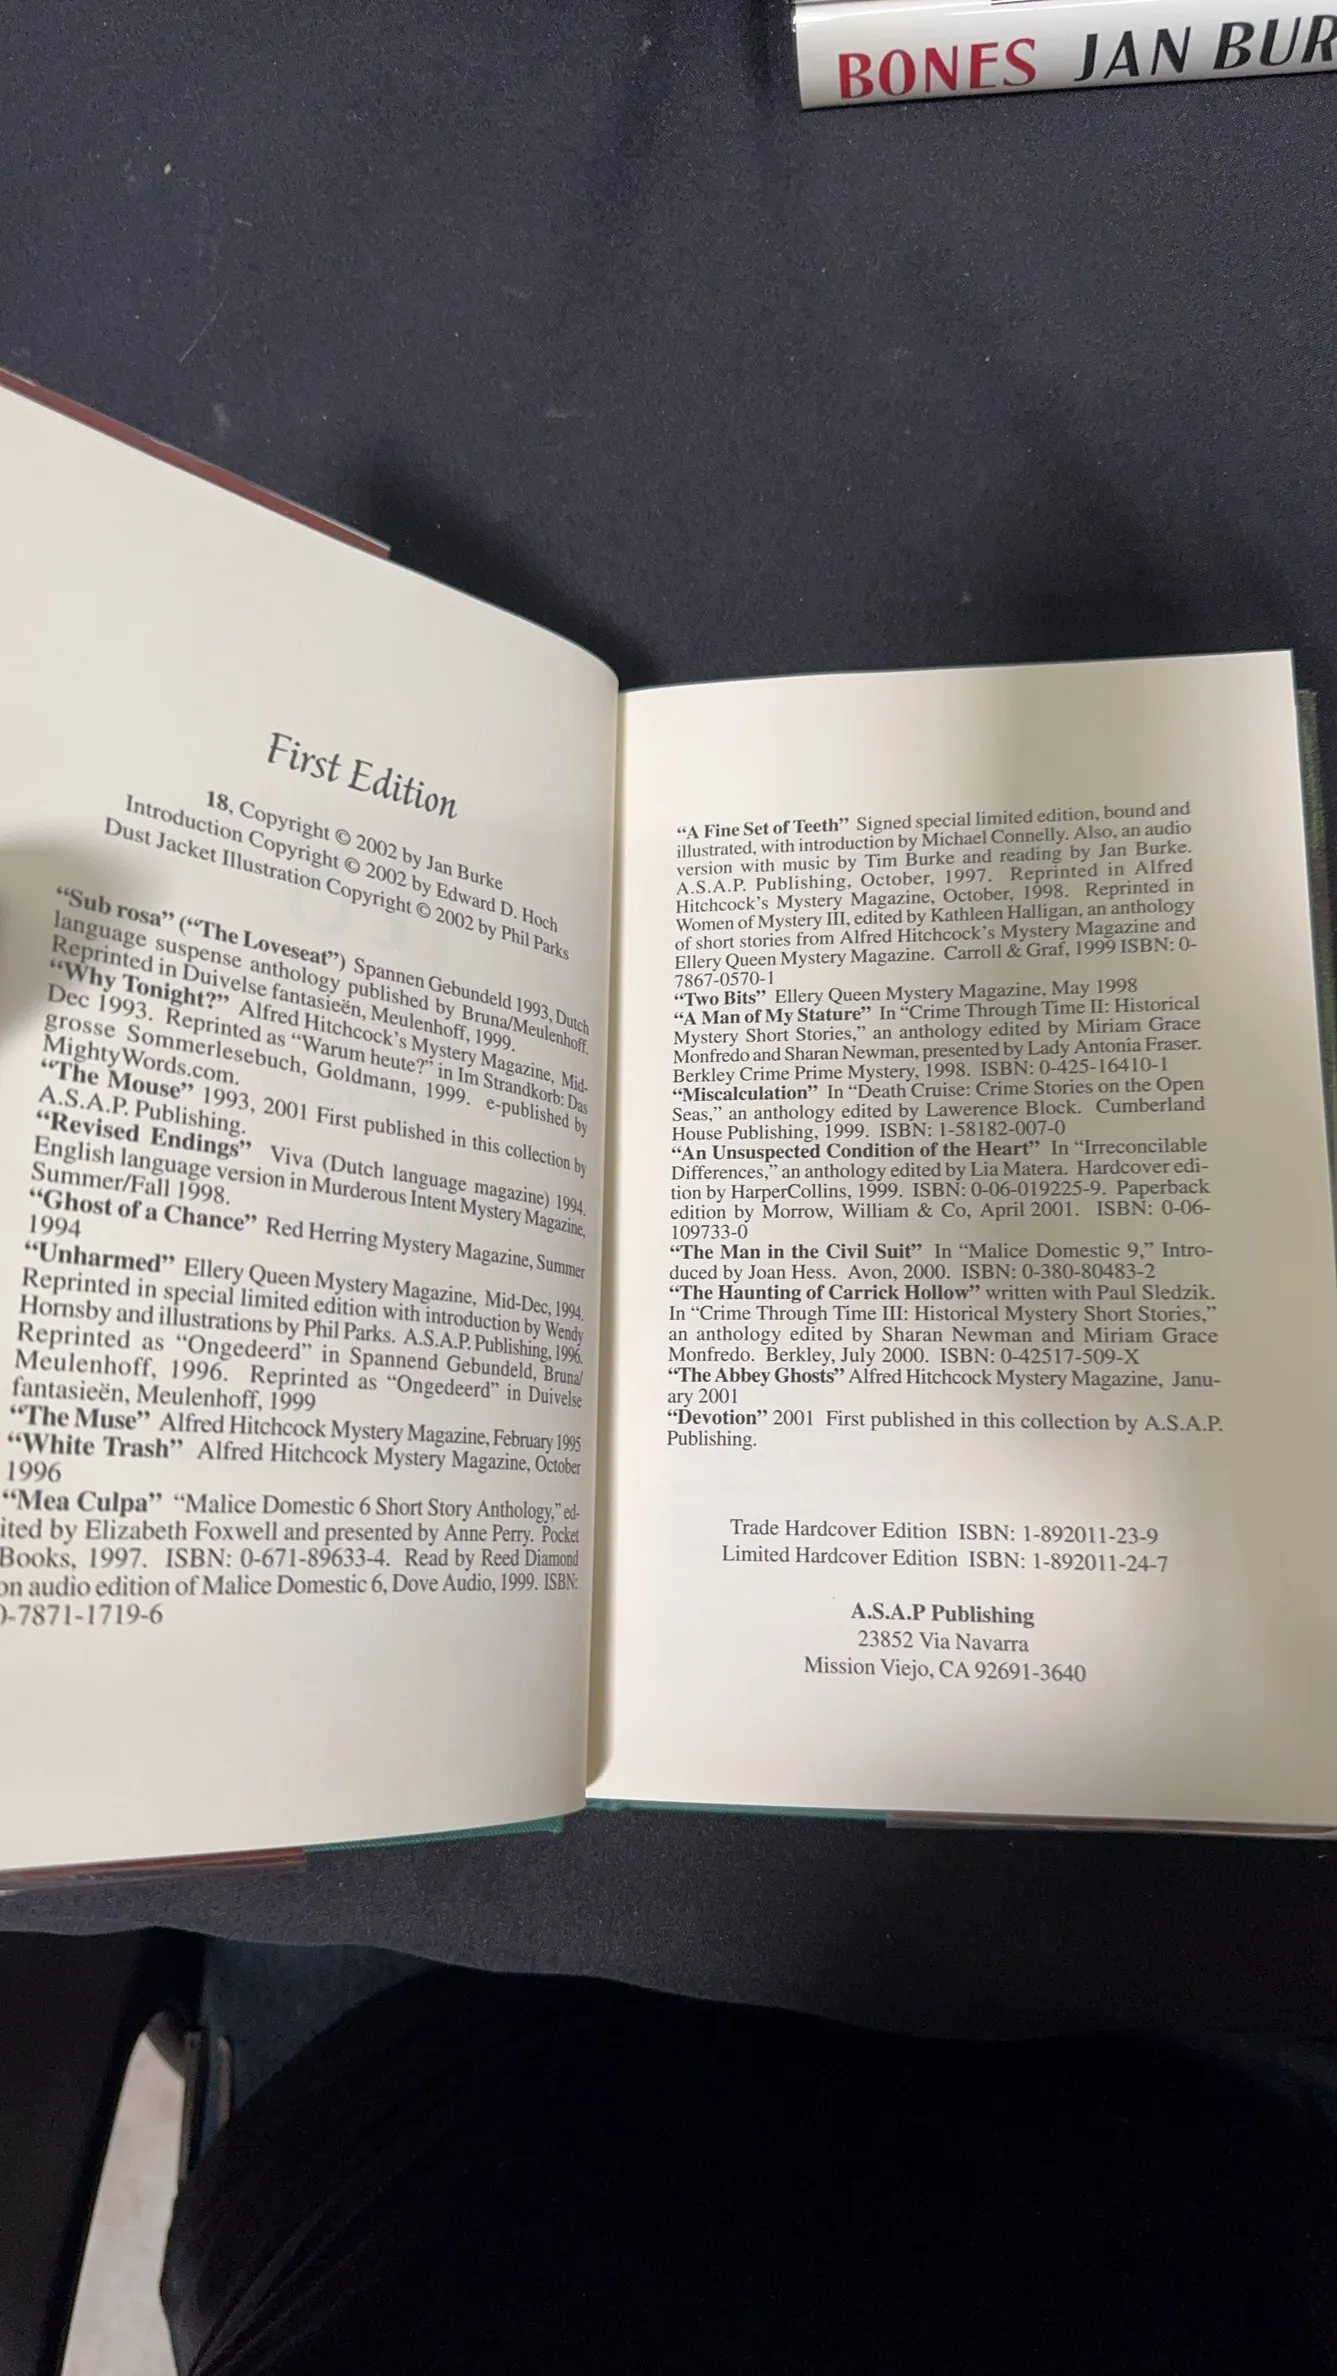 BONES JAN BUR
First Edition
18, Copyright © 2002 by Jan Burke
Introduction Copyright © 2002 by Edward D. Hoch
Dust Jacket Illustration Copyright © 2002 by Phil Parks
“Sub rosa” (“The Loveseat”) Spannen Gebundeld 1993, Dutch
language suspense anthology published by Bruna/Meulenhoff.
Reprinted in Duivelse fantasieën, Meulenhoff, 1999.
“Why Tonight?” Alfred Hitchcock's Mystery Magazine, Mid-
Dec 1993. Reprinted as “Warum heute?” in Im Strandkorb: Das
grosse Sommerlesebuch, Goldmann, 1999. e-published by
MightyWords.com.
“The Mouse” 1993, 2001 First published in this collection by
A.S.A.P. Publishing.
“Revised Endings” Viva (Dutch language magazine) 1994.
English language version in Murderous Intent Mystery Magazine,
Summer/Fall 1998.
“Ghost of a Chance” Red Herring Mystery Magazine, Summer
1994
“Unharmed” Ellery Queen Mystery Magazine, Mid-Dec, 1994.
Reprinted in special limited edition with introduction by Wendy
Hornsby and illustrations by Phil Parks. A.S.A.P. Publishing, 1996.
Reprinted as “Ongedeerd” in Spannend Gebundeld, Bruna/
Meulenhoff, 1996. Reprinted as “Ongedeerd” in Duivelse
fantasieën, Meulenhoff, 1999
“The Muse” Alfred Hitchcock Mystery Magazine, February 1995
“White Trash” Alfred Hitchcock Mystery Magazine, October
1996
“Mea Culpa” “Malice Domestic 6 Short Story Anthology,” ed-
ited by Elizabeth Foxwell and presented by Anne Perry. Pocket
Books, 1997. ISBN: 0-671-89633-4. Read by Reed Diamond
on audio edition of Malice Domestic 6, Dove Audio, 1999. ISBN:
)-7871-1719-6
“A Fine Set of Teeth” Signed special limited edition, bound and
illustrated, with introduction by Michael Connelly. Also, an audio
version with music by Tim Burke and reading by Jan Burke.
A.S.A.P. Publishing, October, 1997. Reprinted in Alfred
Hitchcock's Mystery Magazine, October, 1998. Reprinted in
Women of Mystery III, edited by Kathleen Halligan, an anthology
of short stories from Alfred Hitchcock's Mystery Magazine and
Ellery Queen Mystery Magazine. Carroll & Graf, 1999 ISBN: 0-
7867-0570-1
“Two Bits” Ellery Queen Mystery Magazine, May 1998
“A Man of My Stature” In “Crime Through Time II: Historical
Mystery Short Stories,” an anthology edited by Miriam Grace
Monfredo and Sharan Newman, presented by Lady Antonia Fraser.
Berkley Crime Prime Mystery, 1998. ISBN: 0-425-16410-1
“Miscalculation” In “Death Cruise: Crime Stories on the Open
Seas,” an anthology edited by Lawerence Block. Cumberland
House Publishing, 1999. ISBN: 1-58182-007-0
“An Unsuspected Condition of the Heart” In “Irreconcilable
Differences,” an anthology edited by Lia Matera. Hardcover edi-
tion by HarperCollins, 1999. ISBN: 0-06-019225-9. Paperback
edition by Morrow, William & Co, April 2001. ISBN: 0-06-
109733-0
“The Man in the Civil Suit” In “Malice Domestic 9,” Intro-
duced by Joan Hess. Avon, 2000. ISBN: 0-380-80483-2
“The Haunting of Carrick Hollow” written with Paul Sledzik.
In “Crime Through Time III: Historical Mystery Short Stories,”
an anthology edited by Sharan Newman and Miriam Grace
Monfredo. Berkley, July 2000. ISBN: 0-42517-509-X
“The Abbey Ghosts” Alfred Hitchcock Mystery Magazine, Janu-
ary 2001
“Devotion” 2001 First published in this collection by A.S.A.P.
Publishing.
Trade Hardcover Edition ISBN: 1-892011-23-9
Limited Hardcover Edition ISBN: 1-892011-24-7
A.S.A.P Publishing
23852 Via Navarra
Mission Viejo, CA 92691-3640